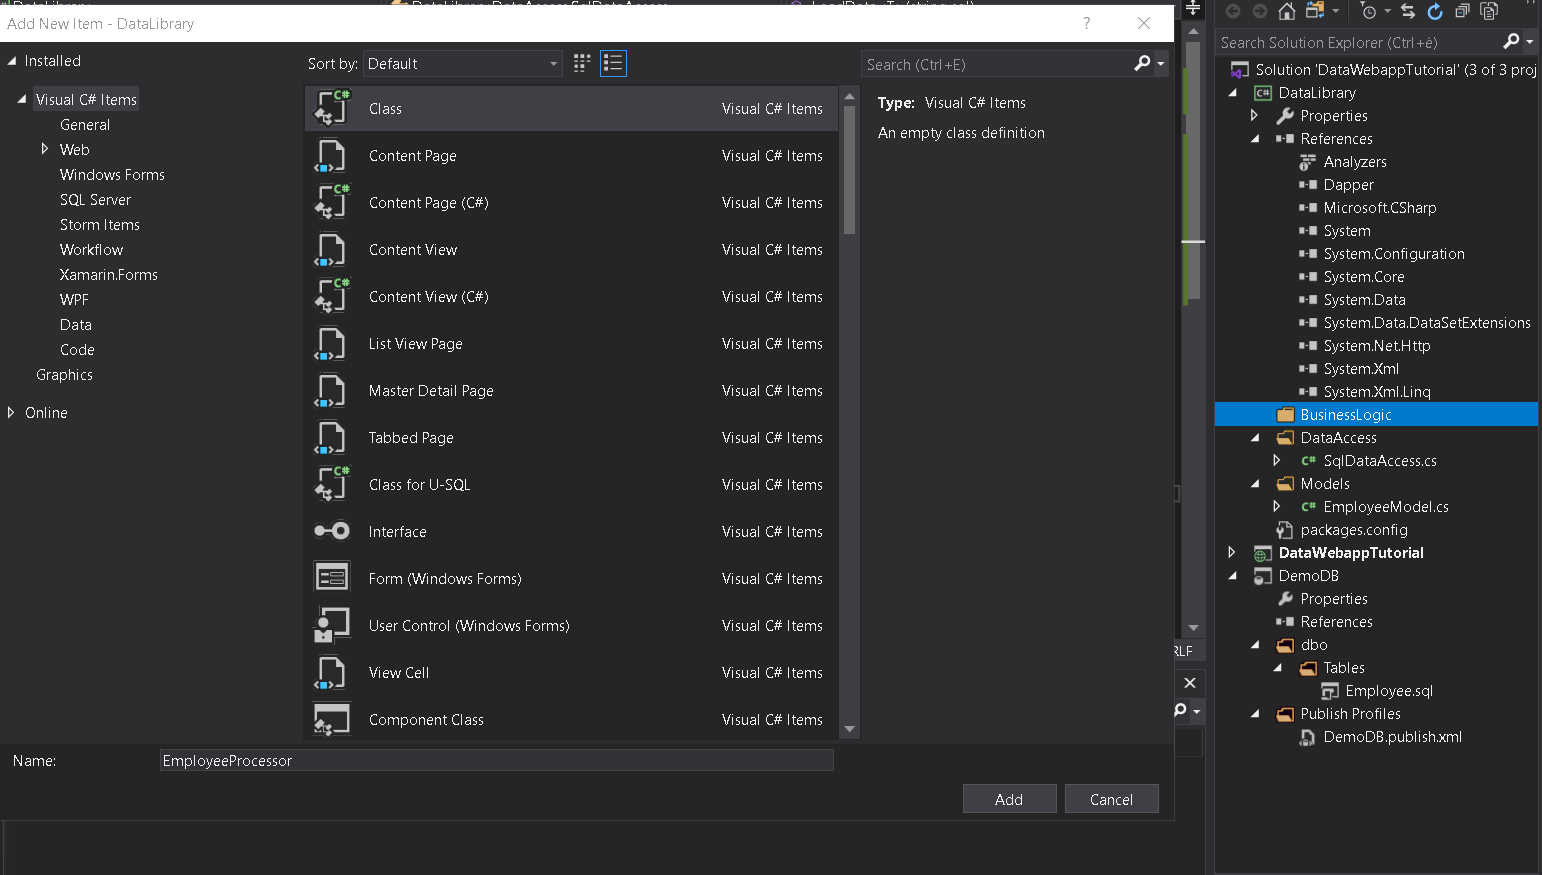 Add New Item - DataLibrary
?
Installed
Sort by: Default
Search (Ctrl+E)
Visual C# Items
General
Web
Windows Forms
SQL Server
Storm Items
Workflow
Xamarin.Forms
WPF
Data
Code
Graphics
Online
Class Visual C# Items
Content Page Visual C# Items
Content Page (C#) Visual C# Items
Content View Visual C# Items
Content View (C#) Visual C# Items
List View Page Visual C# Items
Master Detail Page Visual C# Items
Tabbed Page Visual C# Items
Class for U-SQL Visual C# Items
Interface Visual C# Items
Form (Windows Forms) Visual C# Items
User Control (Windows Forms) Visual C# Items
View Cell Visual C# Items
Component Class Visual C# Items
Type: Visual C# Items
An empty class definition
Name: EmployeeProcessor
Add Cancel
RLF
Search Solution Explorer (Ctrl+é)
Solution 'DataWebappTutorial' (3 of 3 proj
DataLibrary
Properties
References
Analyzers
Dapper
Microsoft.CSharp
System
System.Configuration
System.Core
System.Data
System.Data.DataSetExtensions
System.Net.Http
System.Xml
System.Xml.Linq
BusinessLogic
DataAccess
C# SqlDataAccess.cs
Models
C# EmployeeModel.cs
packages.config
DataWebappTutorial
DemoDB
Properties
References
dbo
Tables
Employee.sql
Publish Profiles
DemoDB.publish.xml